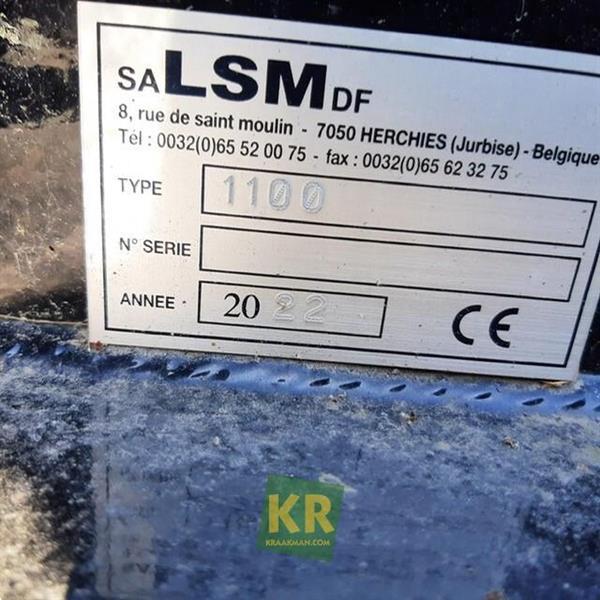 SA LSM DF
8, rue de saint moulin - 7050 HERCHIES (Jurbise) - Belgique
Tél : 0032(0)65 52 00 75 - fax : 0032(0)65 62 32 75
TYPE 1100
N° SERIE
ANNEE 2022 CE
KR
KRAAKMAN.COM